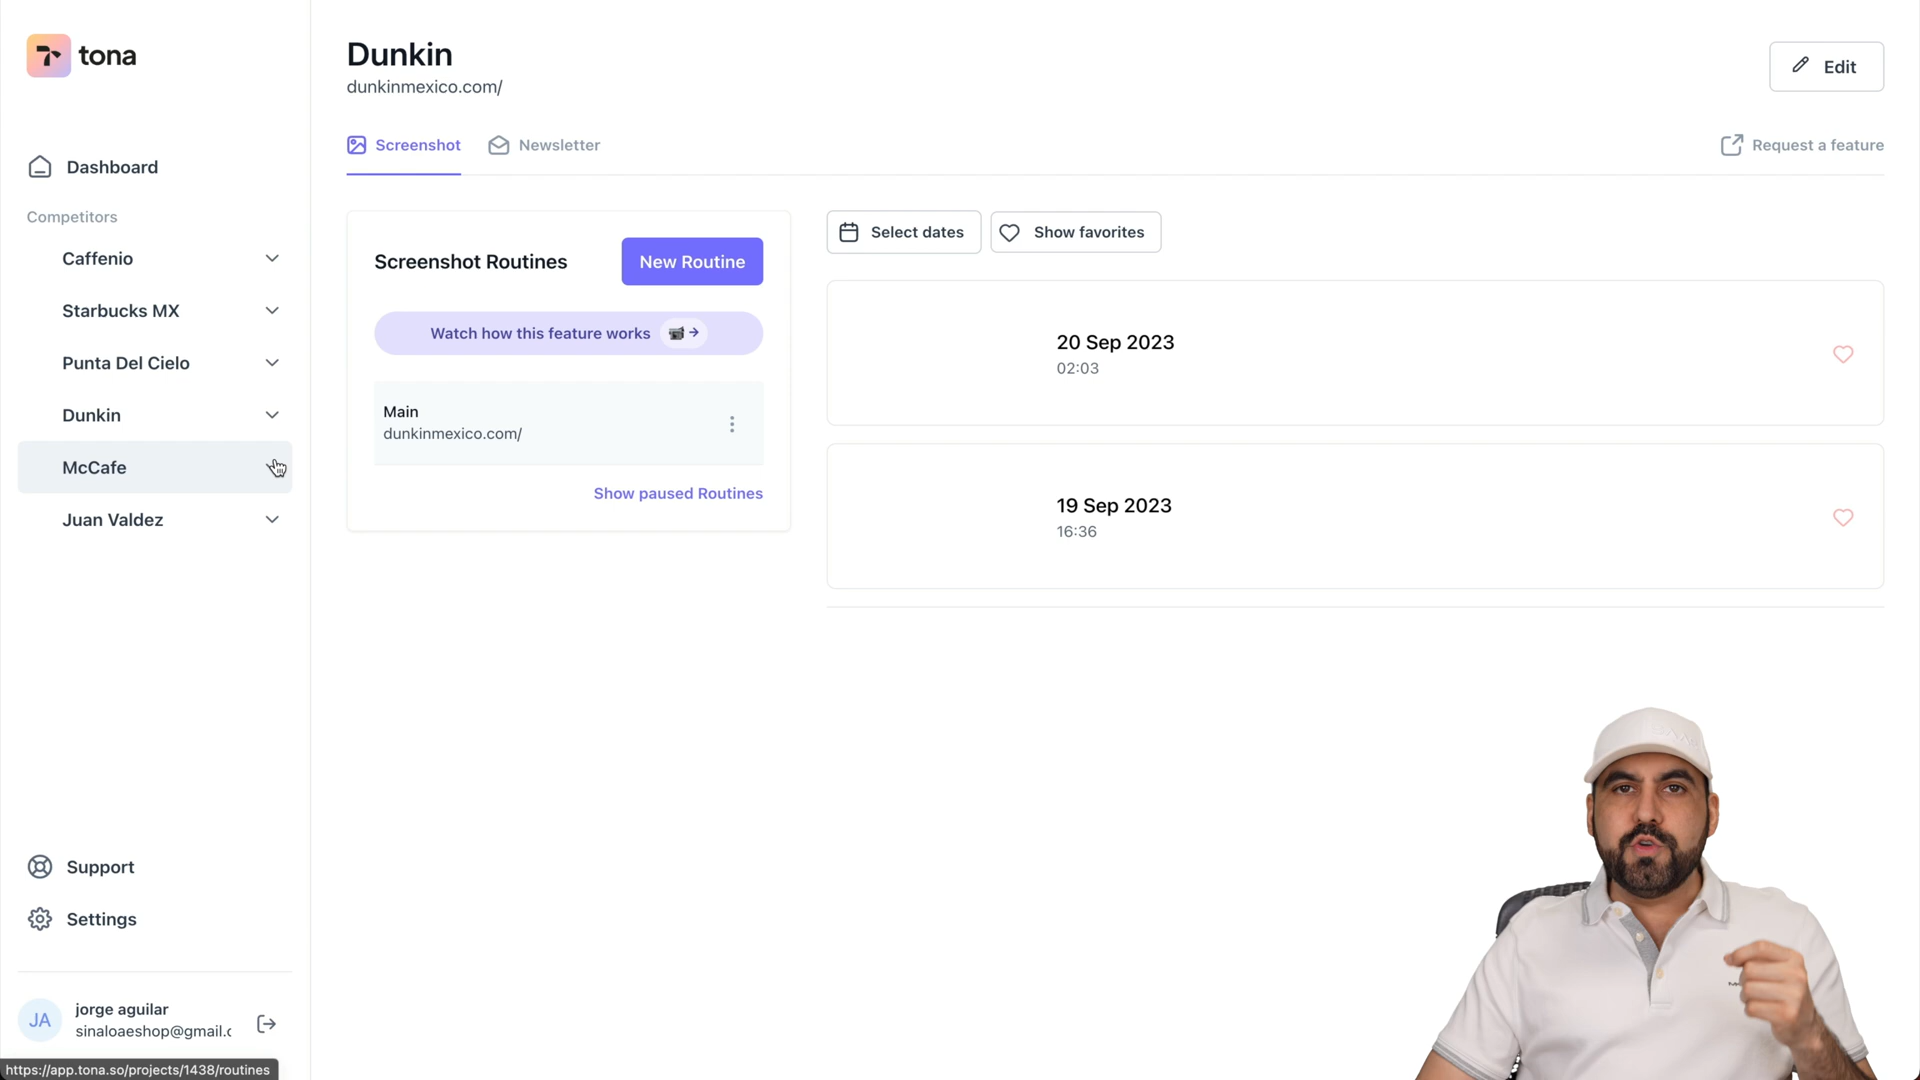 tona
Dashboard
Competitors
Caffenio
Starbucks MX
Punta Del Cielo
Dunkin
McCafe
Juan Valdez
Support
Settings
JA
jorge aguilar
sinaloaeshop@gmail.c
https://app.tona.so/projects/1438/routines
Dunkin
dunkinmexico.com/
Edit
Screenshot
Newsletter
Request a feature
Screenshot Routines
New Routine
Watch how this feature works
Main
dunkinmexico.com/
Show paused Routines
Select dates
Show favorites
20 Sep 2023
02:03
19 Sep 2023
16:36